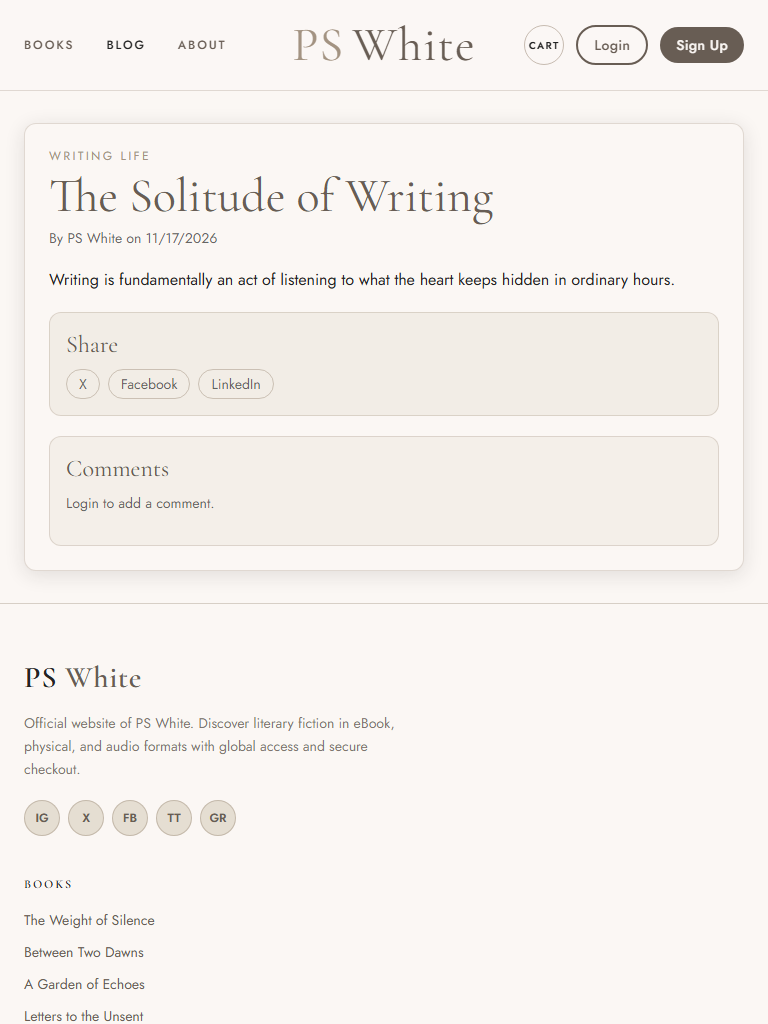 BOOKS BLOG ABOUT PS White CART Login Sign Up
WRITING LIFE
The Solitude of Writing
By PS White on 11/17/2026
Writing is fundamentally an act of listening to what the heart keeps hidden in ordinary hours.
Share
X Facebook LinkedIn
Comments
Login to add a comment.
PS White
Official website of PS White. Discover literary fiction in eBook,
physical, and audio formats with global access and secure
checkout.
IG X FB TT GR
BOOKS
The Weight of Silence
Between Two Dawns
A Garden of Echoes
Letters to the Unsent